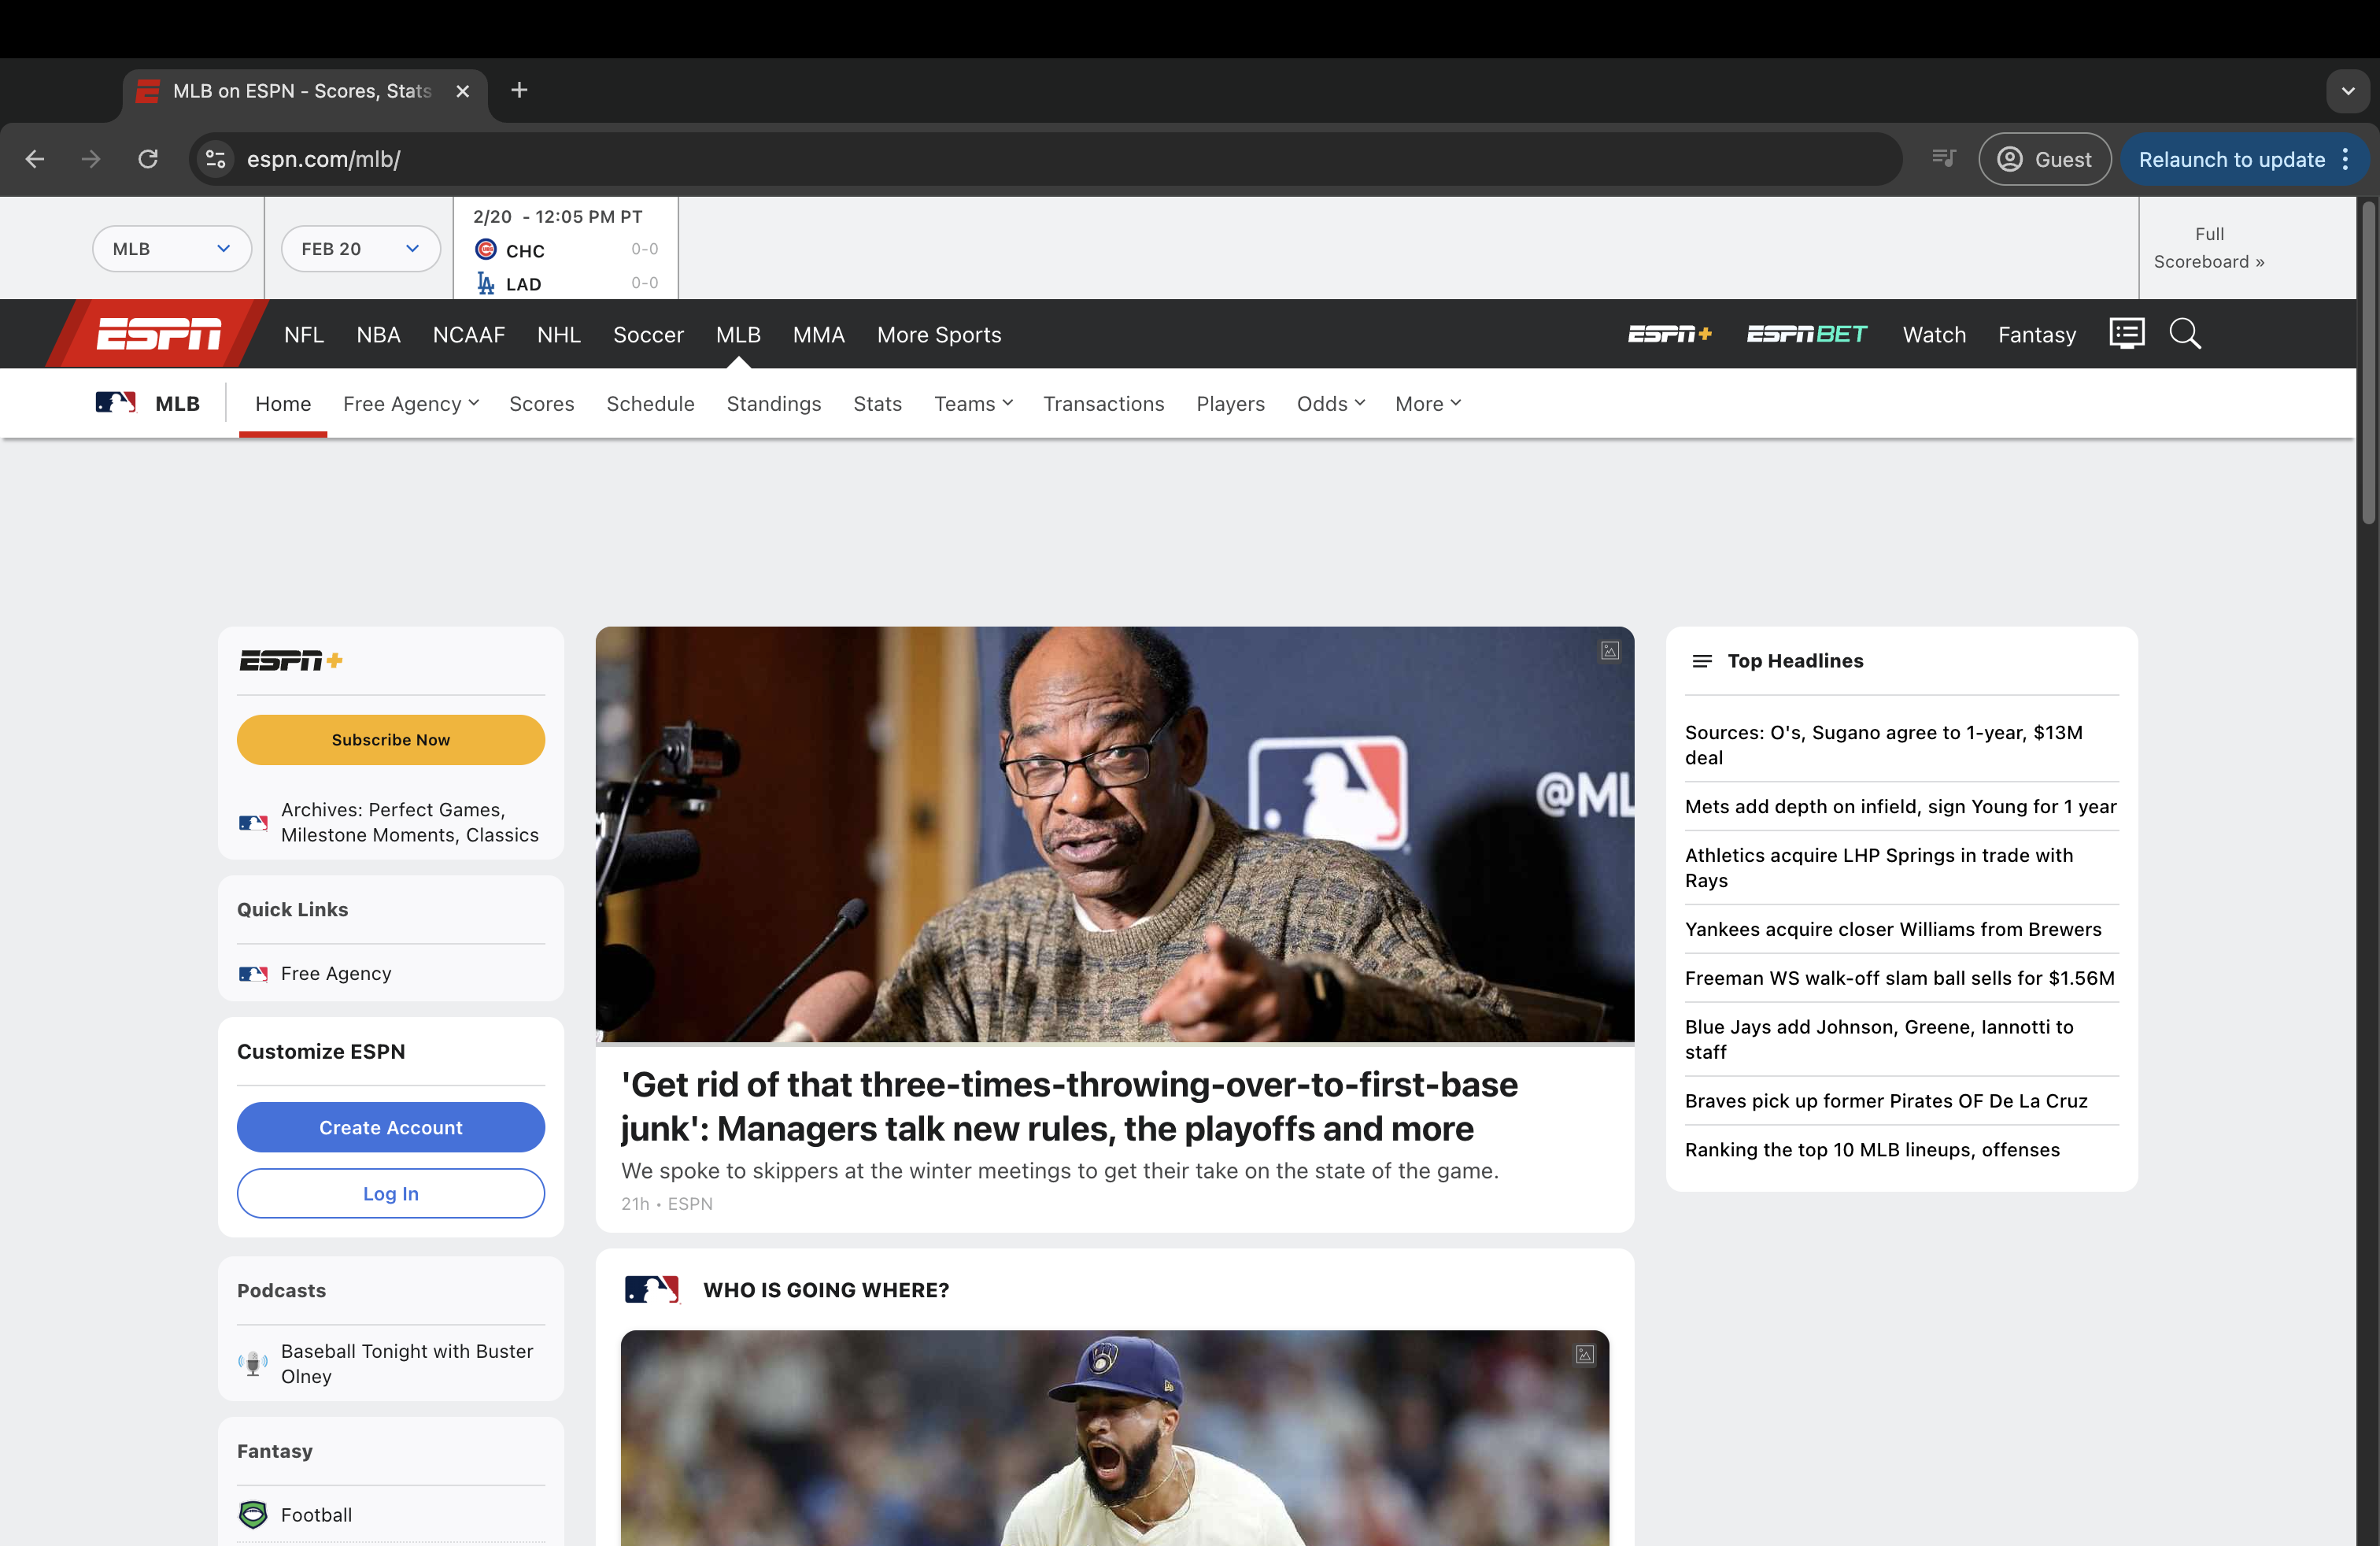 MLB on ESPN - Scores, Stats
espn.com/mlb/
Guest
Relaunch to update
MLB
FEB 20
2/20 - 12:05 PM PT
CHC 0-0
LAD 0-0
Full
Scoreboard »
ESPN
NFL NBA NCAAF NHL Soccer MLB MMA More Sports
ESPN+ ESPN BET Watch Fantasy
MLB Home Free Agency Scores Schedule Standings Stats Teams Transactions Players Odds More
ESPN+
Subscribe Now
Archives: Perfect Games,
Milestone Moments, Classics
Quick Links
Free Agency
Customize ESPN
Create Account
Log In
Podcasts
Baseball Tonight with Buster
Olney
Fantasy
Football
@ML
'Get rid of that three-times-throwing-over-to-first-base
junk': Managers talk new rules, the playoffs and more
We spoke to skippers at the winter meetings to get their take on the state of the game.
21h • ESPN
WHO IS GOING WHERE?
Top Headlines
Sources: O's, Sugano agree to 1-year, $13M
deal
Mets add depth on infield, sign Young for 1 year
Athletics acquire LHP Springs in trade with
Rays
Yankees acquire closer Williams from Brewers
Freeman WS walk-off slam ball sells for $1.56M
Blue Jays add Johnson, Greene, Iannotti to
staff
Braves pick up former Pirates OF De La Cruz
Ranking the top 10 MLB lineups, offenses